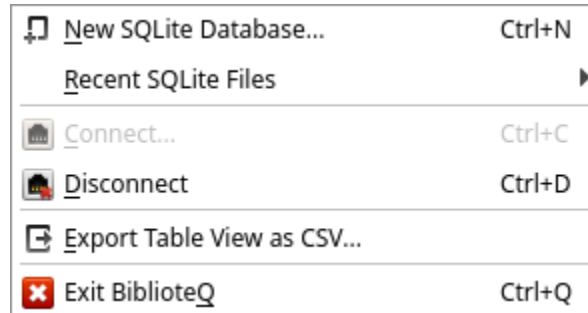 New SQLite Database... Ctrl+N
Recent SQLite Files
Connect... Ctrl+C
Disconnect Ctrl+D
Export Table View as CSV...
Exit BiblioteQ Ctrl+Q